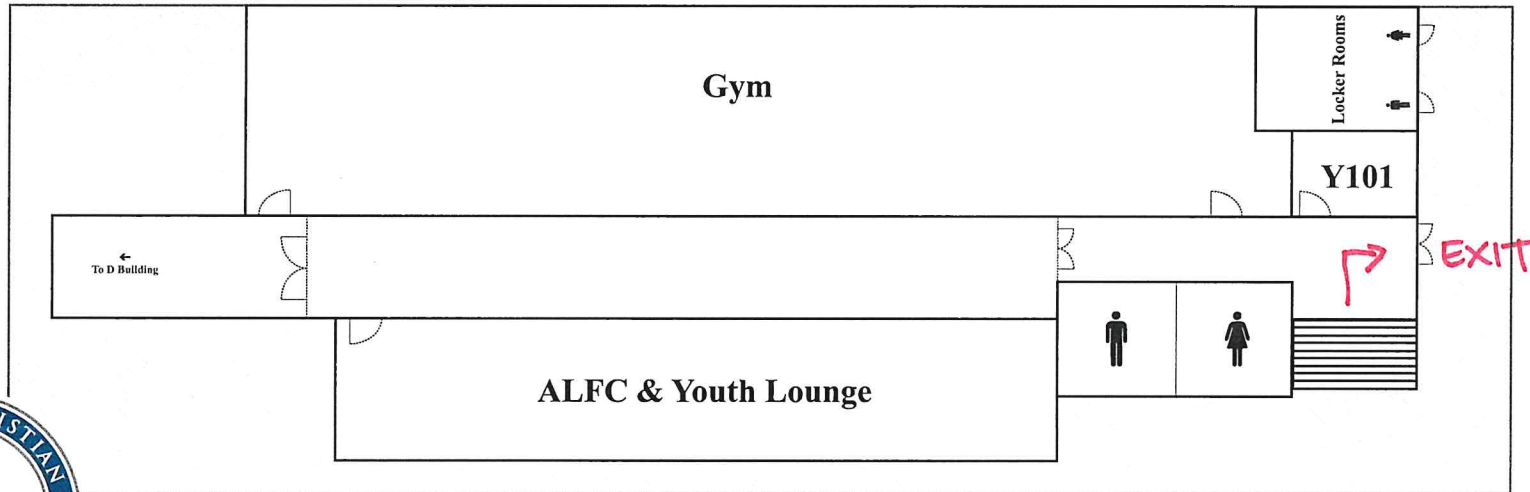 Gym
Locker Rooms
Y101
←
To D Building
EXIT
ALFC & Youth Lounge